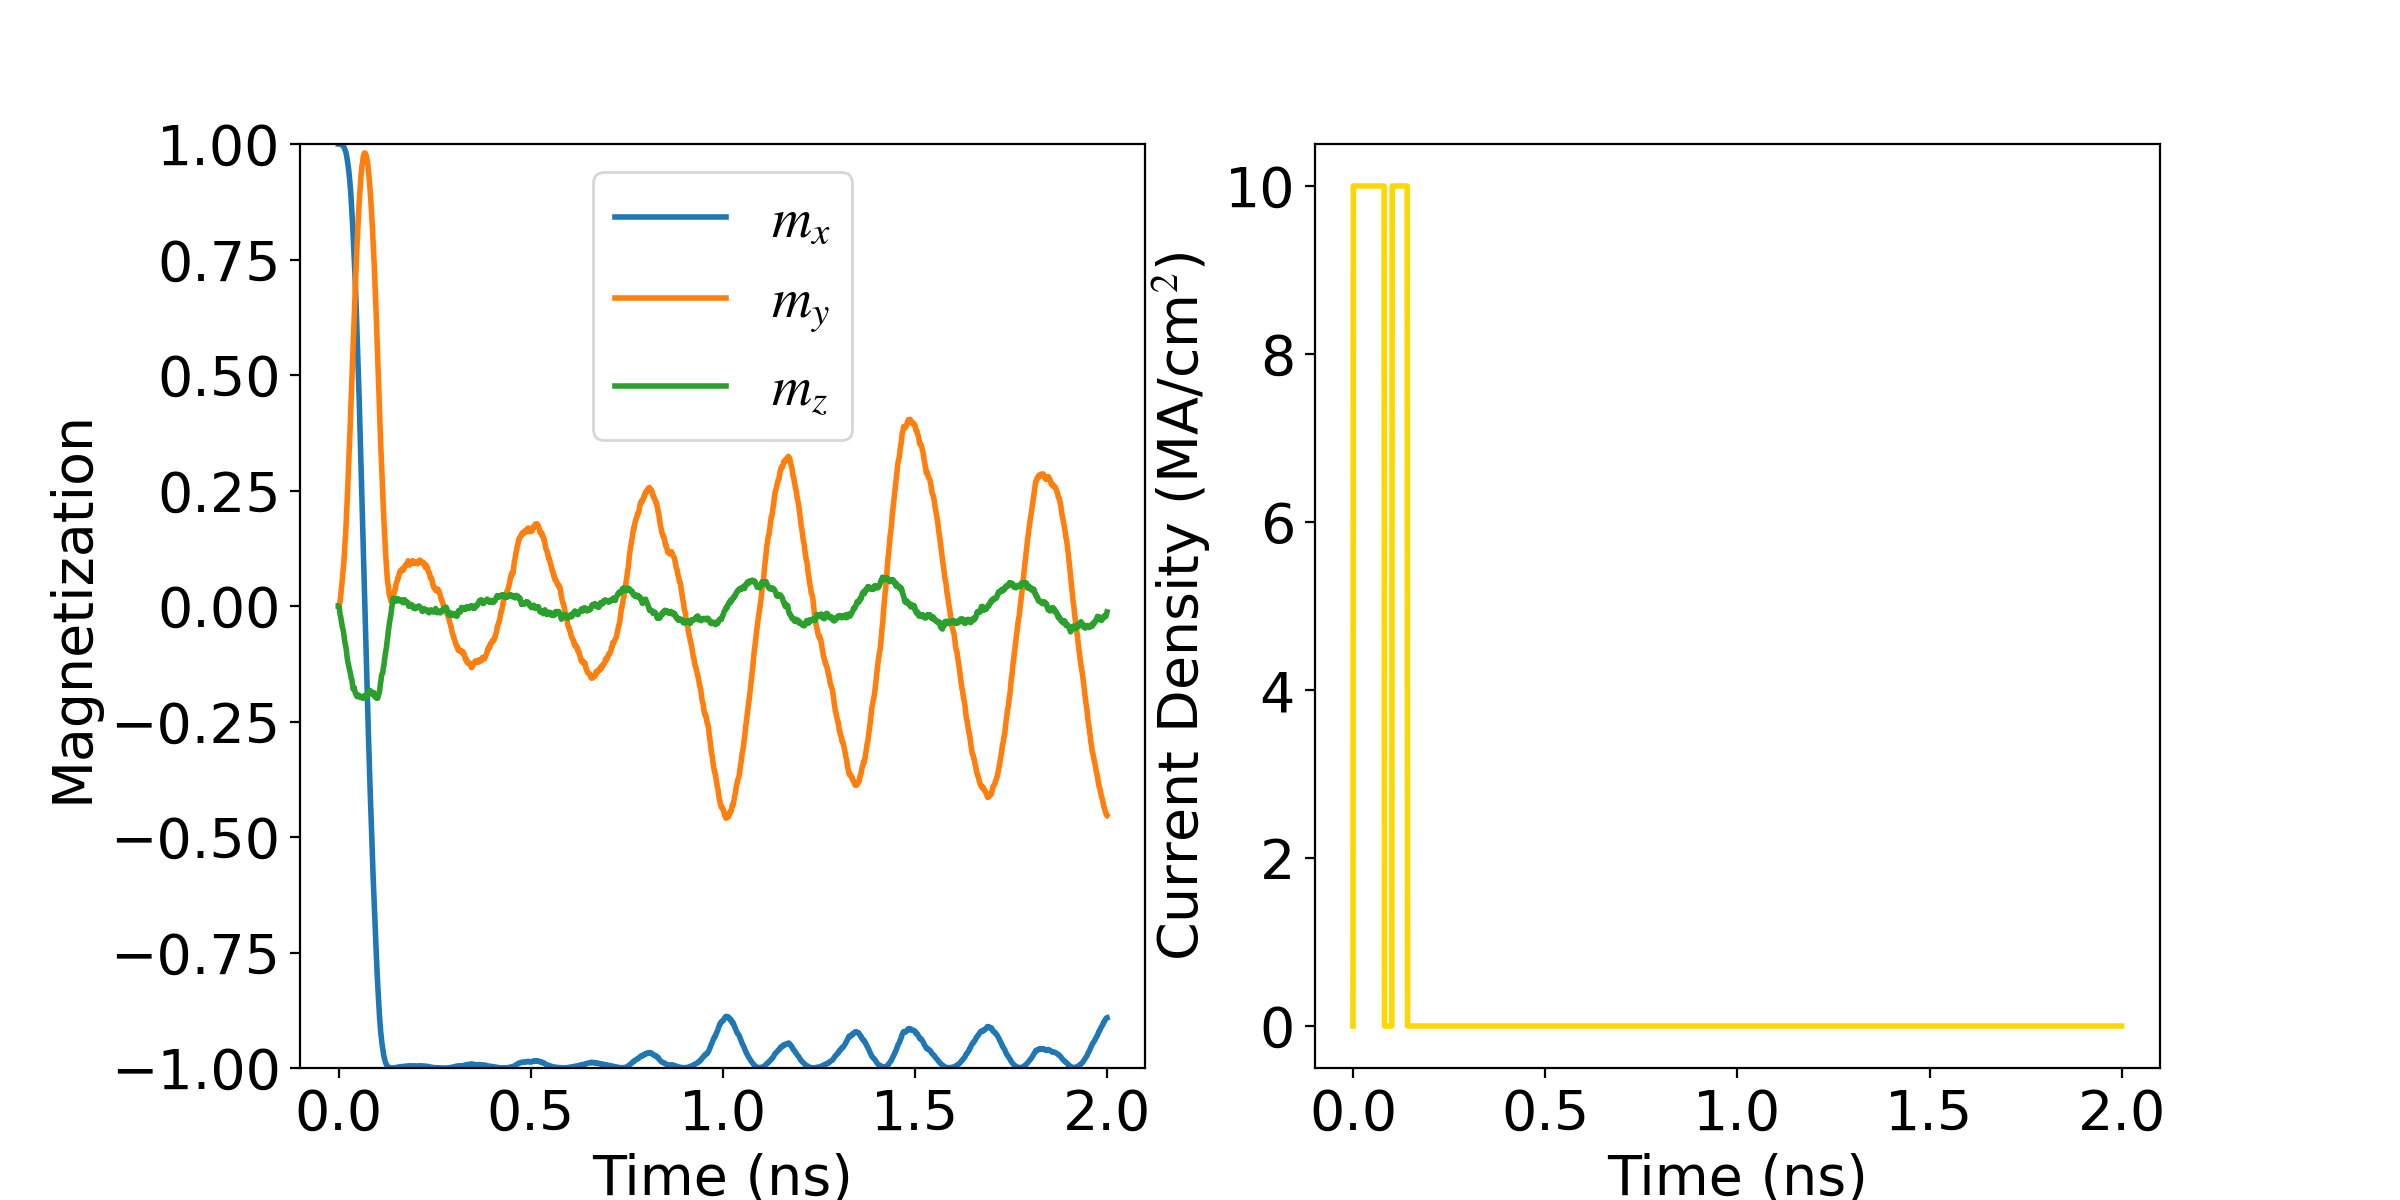 Magnetization
1.00
0.75
0.50
0.25
0.00
−0.25
−0.50
−0.75
−1.00
0.0 0.5 1.0 1.5 2.0
Time (ns)
m_x
m_y
m_z
Current Density (MA/cm²)
10
8
6
4
2
0
0.0 0.5 1.0 1.5 2.0
Time (ns)